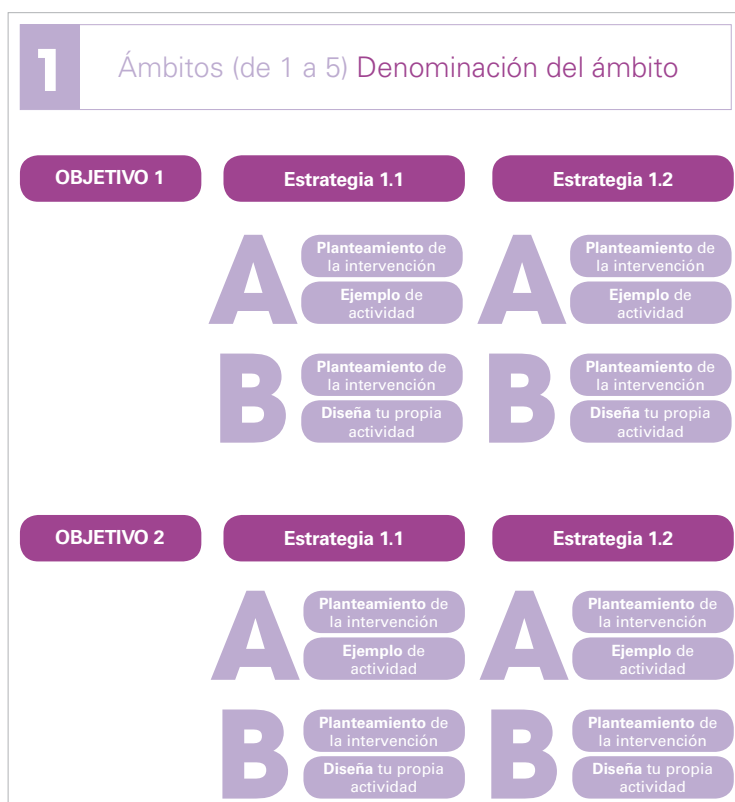 1
Ámbitos (de 1 a 5) Denominación del ámbito
OBJETIVO 1
Estrategia 1.1
Estrategia 1.2
A
Planteamiento de
la intervención
Ejemplo de
actividad
A
Planteamiento de
la intervención
Ejemplo de
actividad
B
Planteamiento de
la intervención
Diseña tu propia
actividad
B
Planteamiento de
la intervención
Diseña tu propia
actividad
OBJETIVO 2
Estrategia 1.1
Estrategia 1.2
A
Planteamiento de
la intervención
Ejemplo de
actividad
A
Planteamiento de
la intervención
Ejemplo de
actividad
B
Planteamiento de
la intervención
Diseña tu propia
actividad
B
Planteamiento de
la intervención
Diseña tu propia
actividad